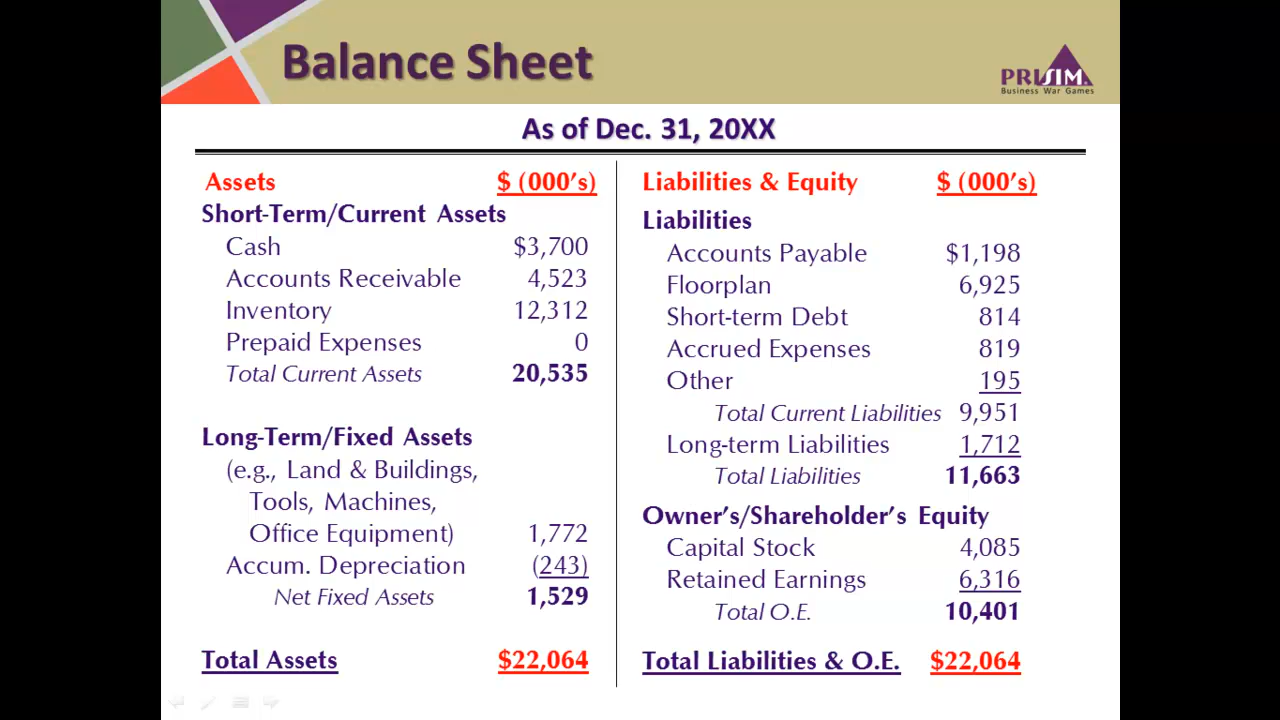 Balance Sheet
PRISIM
Business War Games
As of Dec. 31, 20XX
Assets $ (000's)
Short-Term/Current Assets
Cash $3,700
Accounts Receivable 4,523
Inventory 12,312
Prepaid Expenses 0
Total Current Assets 20,535
Long-Term/Fixed Assets
(e.g., Land & Buildings,
Tools, Machines,
Office Equipment) 1,772
Accum. Depreciation (243)
Net Fixed Assets 1,529
Total Assets $22,064
Liabilities & Equity $ (000's)
Liabilities
Accounts Payable $1,198
Floorplan 6,925
Short-term Debt 814
Accrued Expenses 819
Other 195
Total Current Liabilities 9,951
Long-term Liabilities 1,712
Total Liabilities 11,663
Owner's/Shareholder's Equity
Capital Stock 4,085
Retained Earnings 6,316
Total O.E. 10,401
Total Liabilities & O.E. $22,064